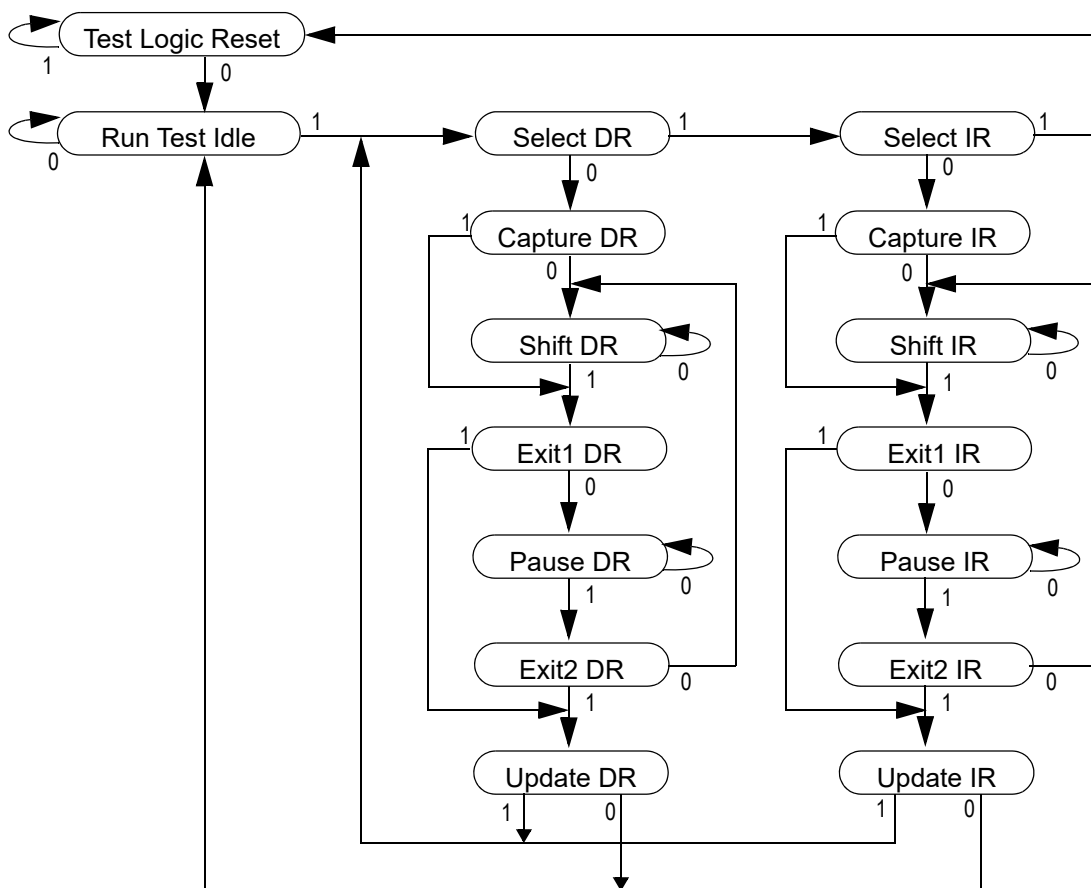 Test Logic Reset
1
0
Run Test Idle
1
Select DR
1
Select IR
1
0
0
0
1
Capture DR
1
Capture IR
0
0
Shift DR
Shift IR
0
0
1
1
1
Exit1 DR
1
Exit1 IR
0
0
Pause DR
Pause IR
0
0
1
1
Exit2 DR
Exit2 IR
0
0
1
1
Update DR
Update IR
1
0
1
0